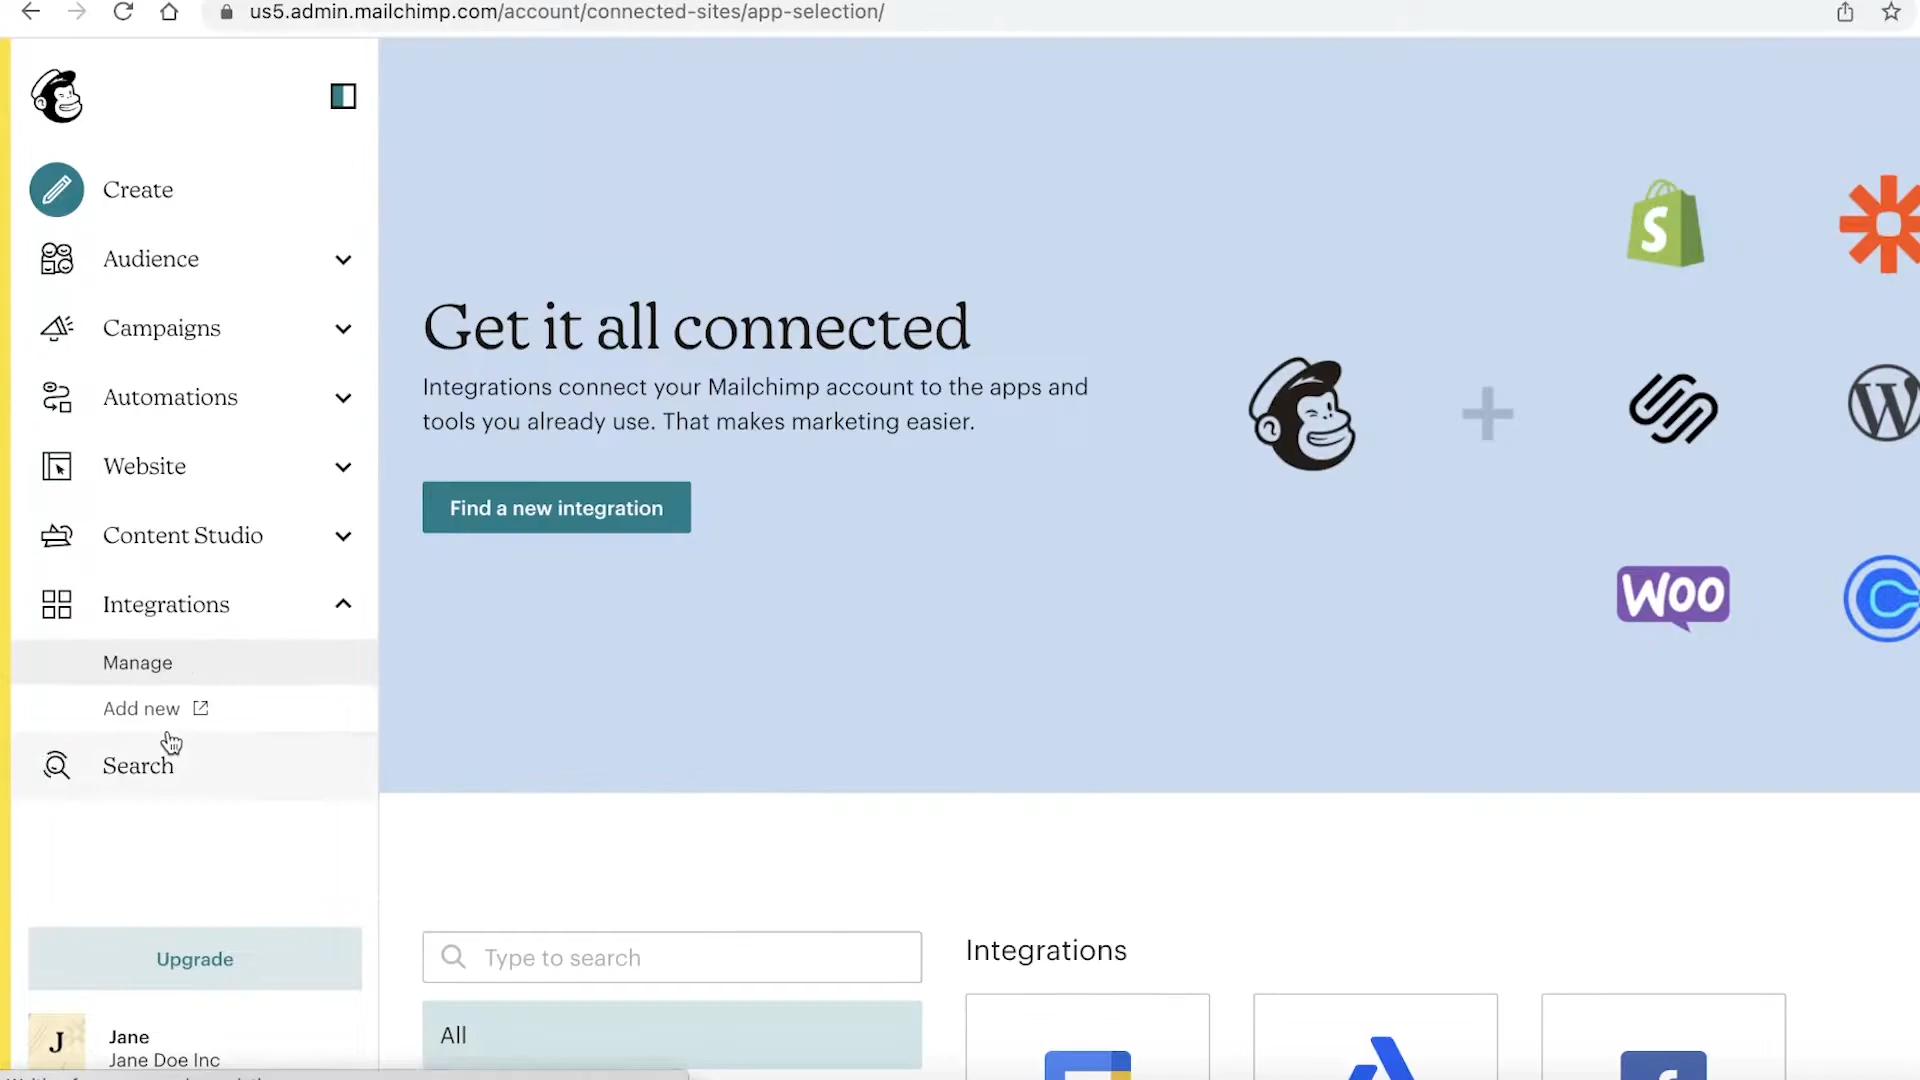 us5.admin.mailchimp.com/account/connected-sites/app-selection/
Create
Audience
Campaigns
Automations
Website
Content Studio
Integrations
Manage
Add new
Search
Upgrade
J
Jane
Jane Doe Inc
Get it all connected
Integrations connect your Mailchimp account to the apps and
tools you already use. That makes marketing easier.
Find a new integration
S
W
WOO
Type to search
All
Integrations